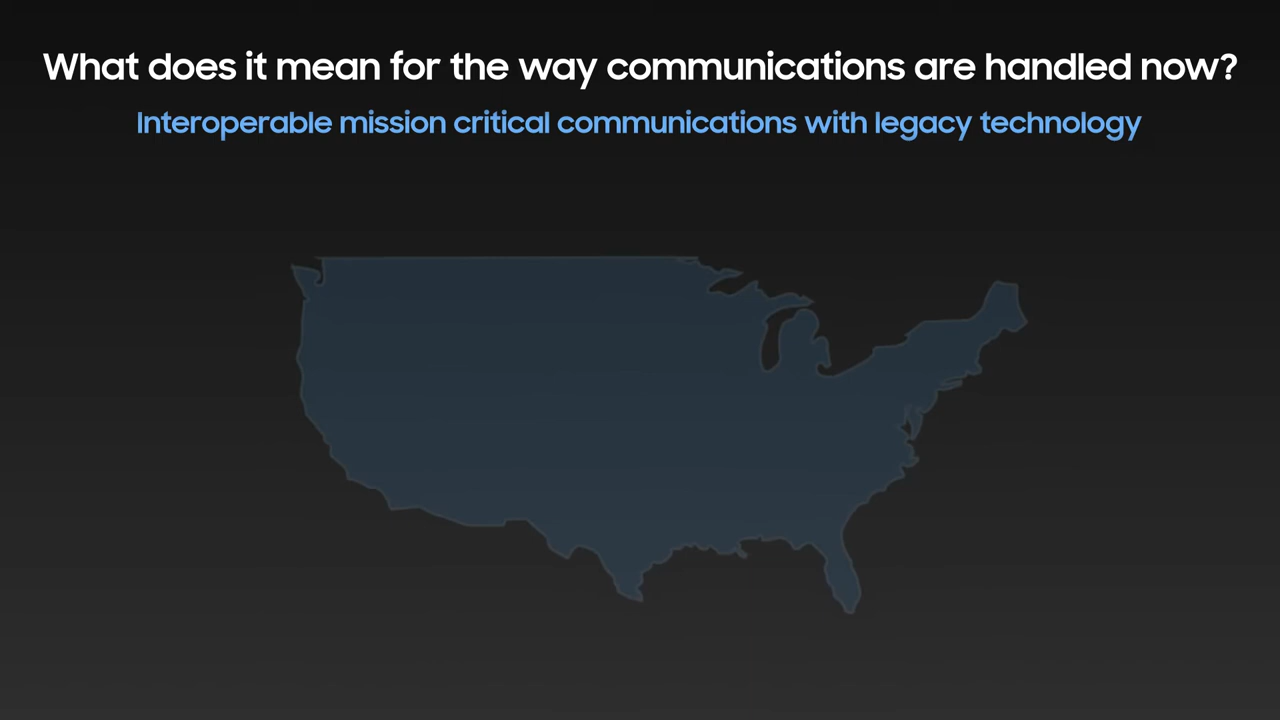 What does it mean for the way communications are handled now?
Interoperable mission critical communications with legacy technology